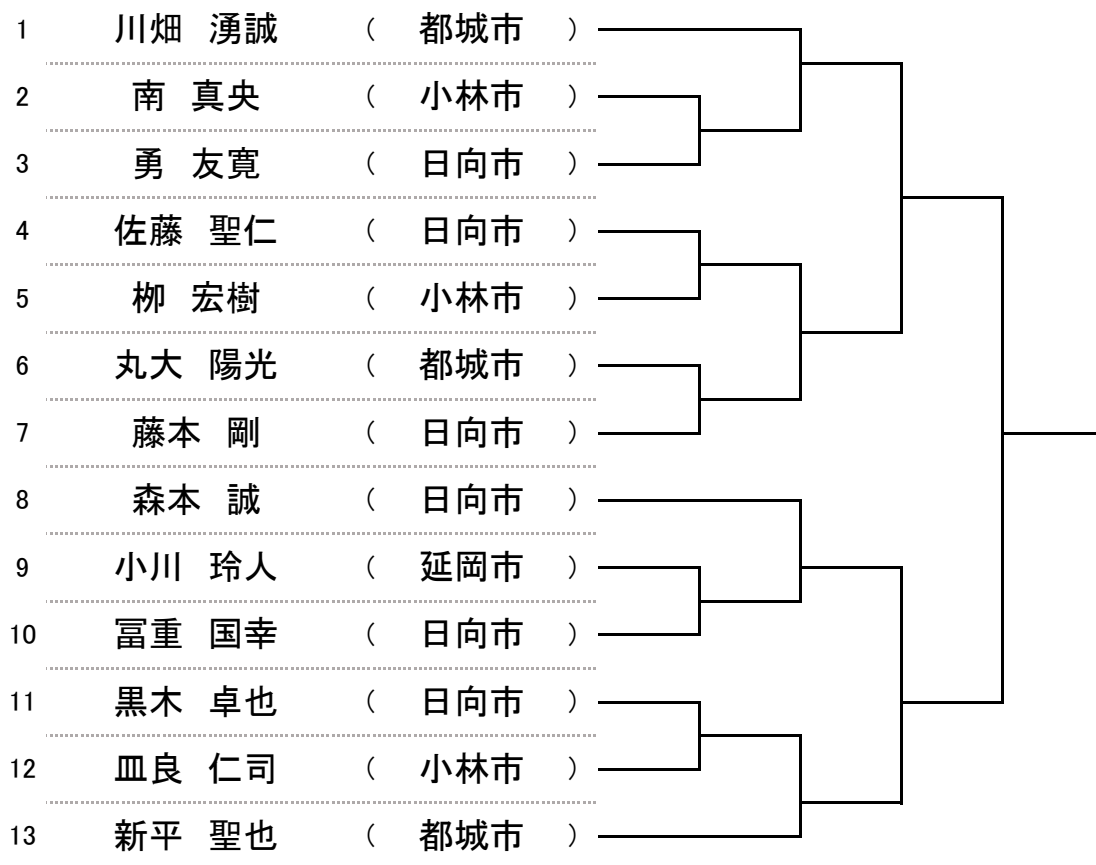 1 川畑 湧誠 ( 都城市 )
2 南 真央 ( 小林市 )
3 勇 友寛 ( 日向市 )
4 佐藤 聖仁 ( 日向市 )
5 栁 宏樹 ( 小林市 )
6 丸大 陽光 ( 都城市 )
7 藤本 剛 ( 日向市 )
8 森本 誠 ( 日向市 )
9 小川 玲人 ( 延岡市 )
10 冨重 国幸 ( 日向市 )
11 黒木 卓也 ( 日向市 )
12 皿良 仁司 ( 小林市 )
13 新平 聖也 ( 都城市 )